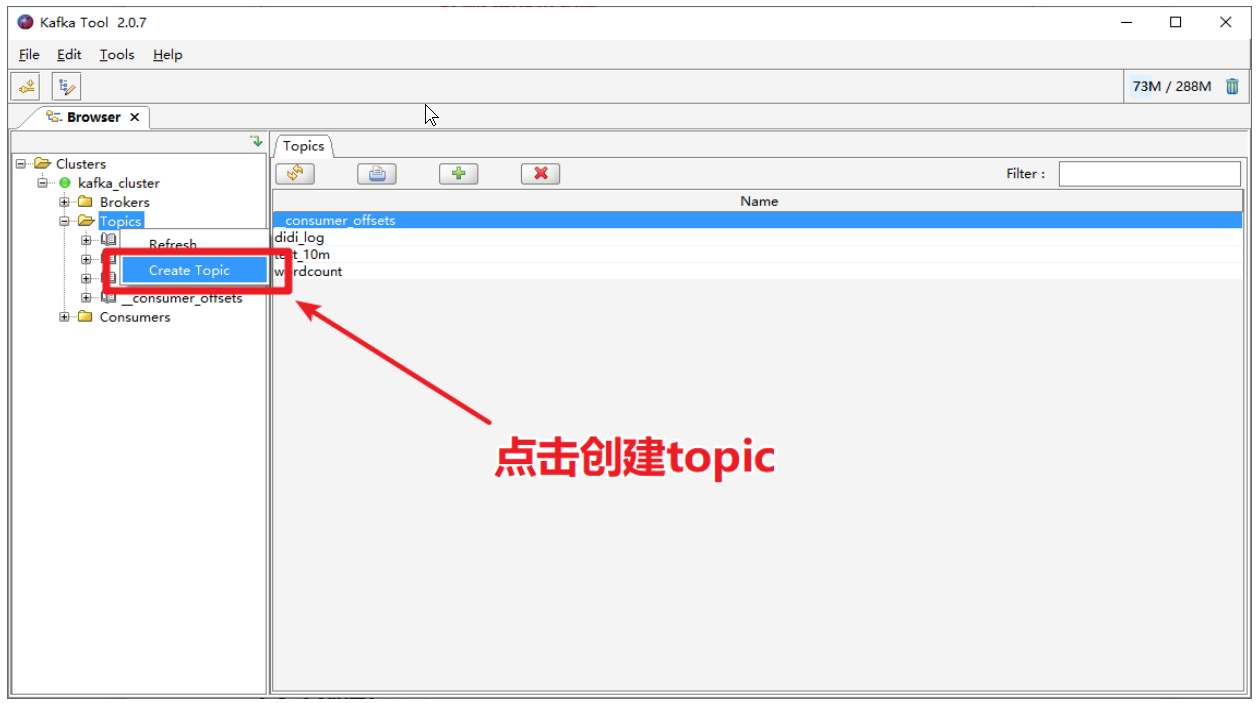 Kafka Tool 2.0.7
File Edit Tools Help
73M / 288M
Browser
Topics
Clusters
kafka_cluster
Brokers
Topics
Refresh
Create Topic
__consumer_offsets
Consumers
Filter :
Name
__consumer_offsets
didi_log
test_10m
wordcount
点击创建topic